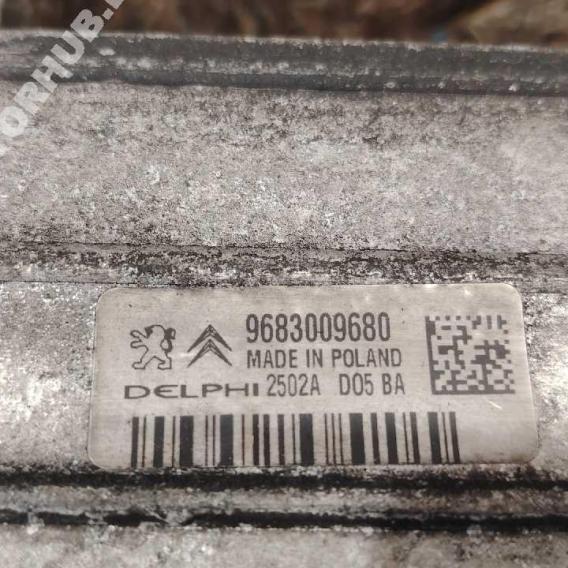 9683009680
MADE IN POLAND
DELPHI 2502A D05 BA